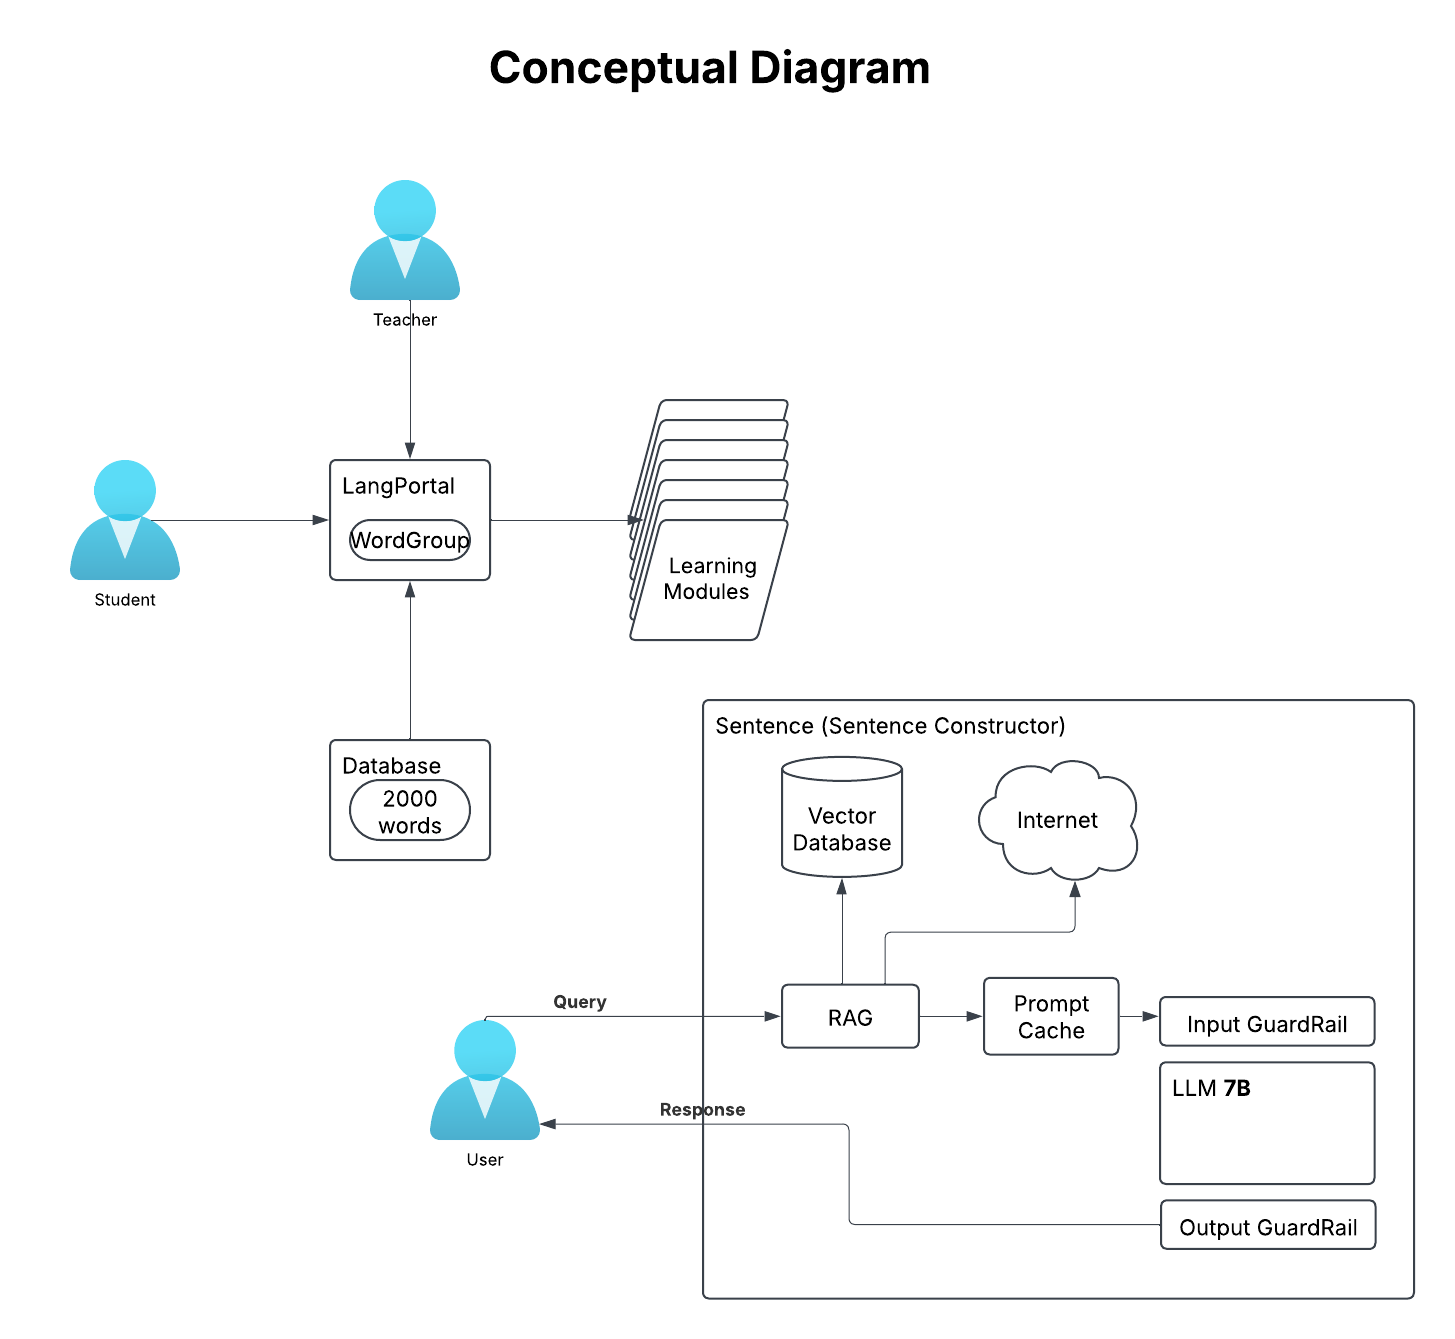 Conceptual Diagram
Teacher
LangPortal
WordGroup
Student
Learning
Modules
Database
2000
words
Sentence (Sentence Constructor)
Vector
Database
Internet
Query
RAG
Prompt
Cache
Input GuardRail
LLM 7B
Response
User
Output GuardRail